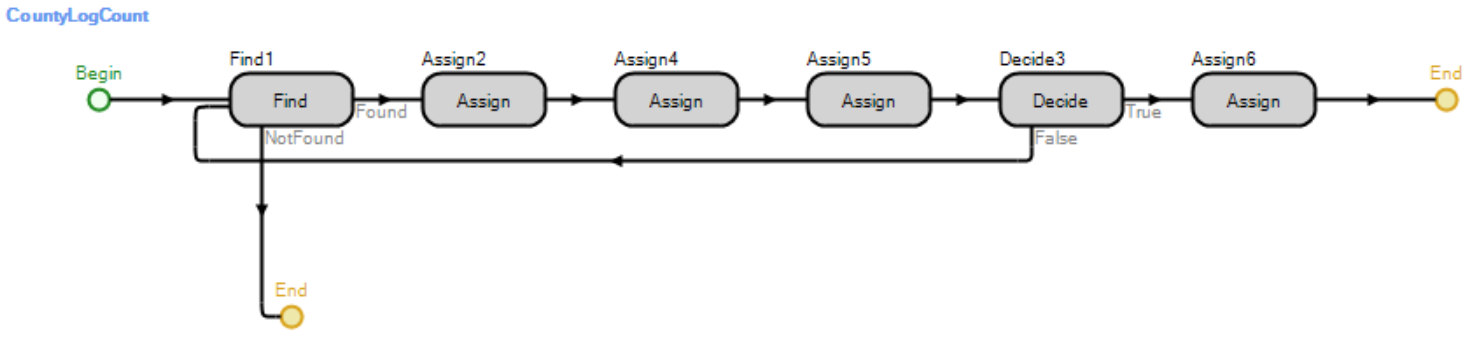 CountyLogCount
Find1 Assign2 Assign4 Assign5 Decide3 Assign6
Begin End
Find Assign Assign Assign Decide Assign
Found True
NotFound False
End